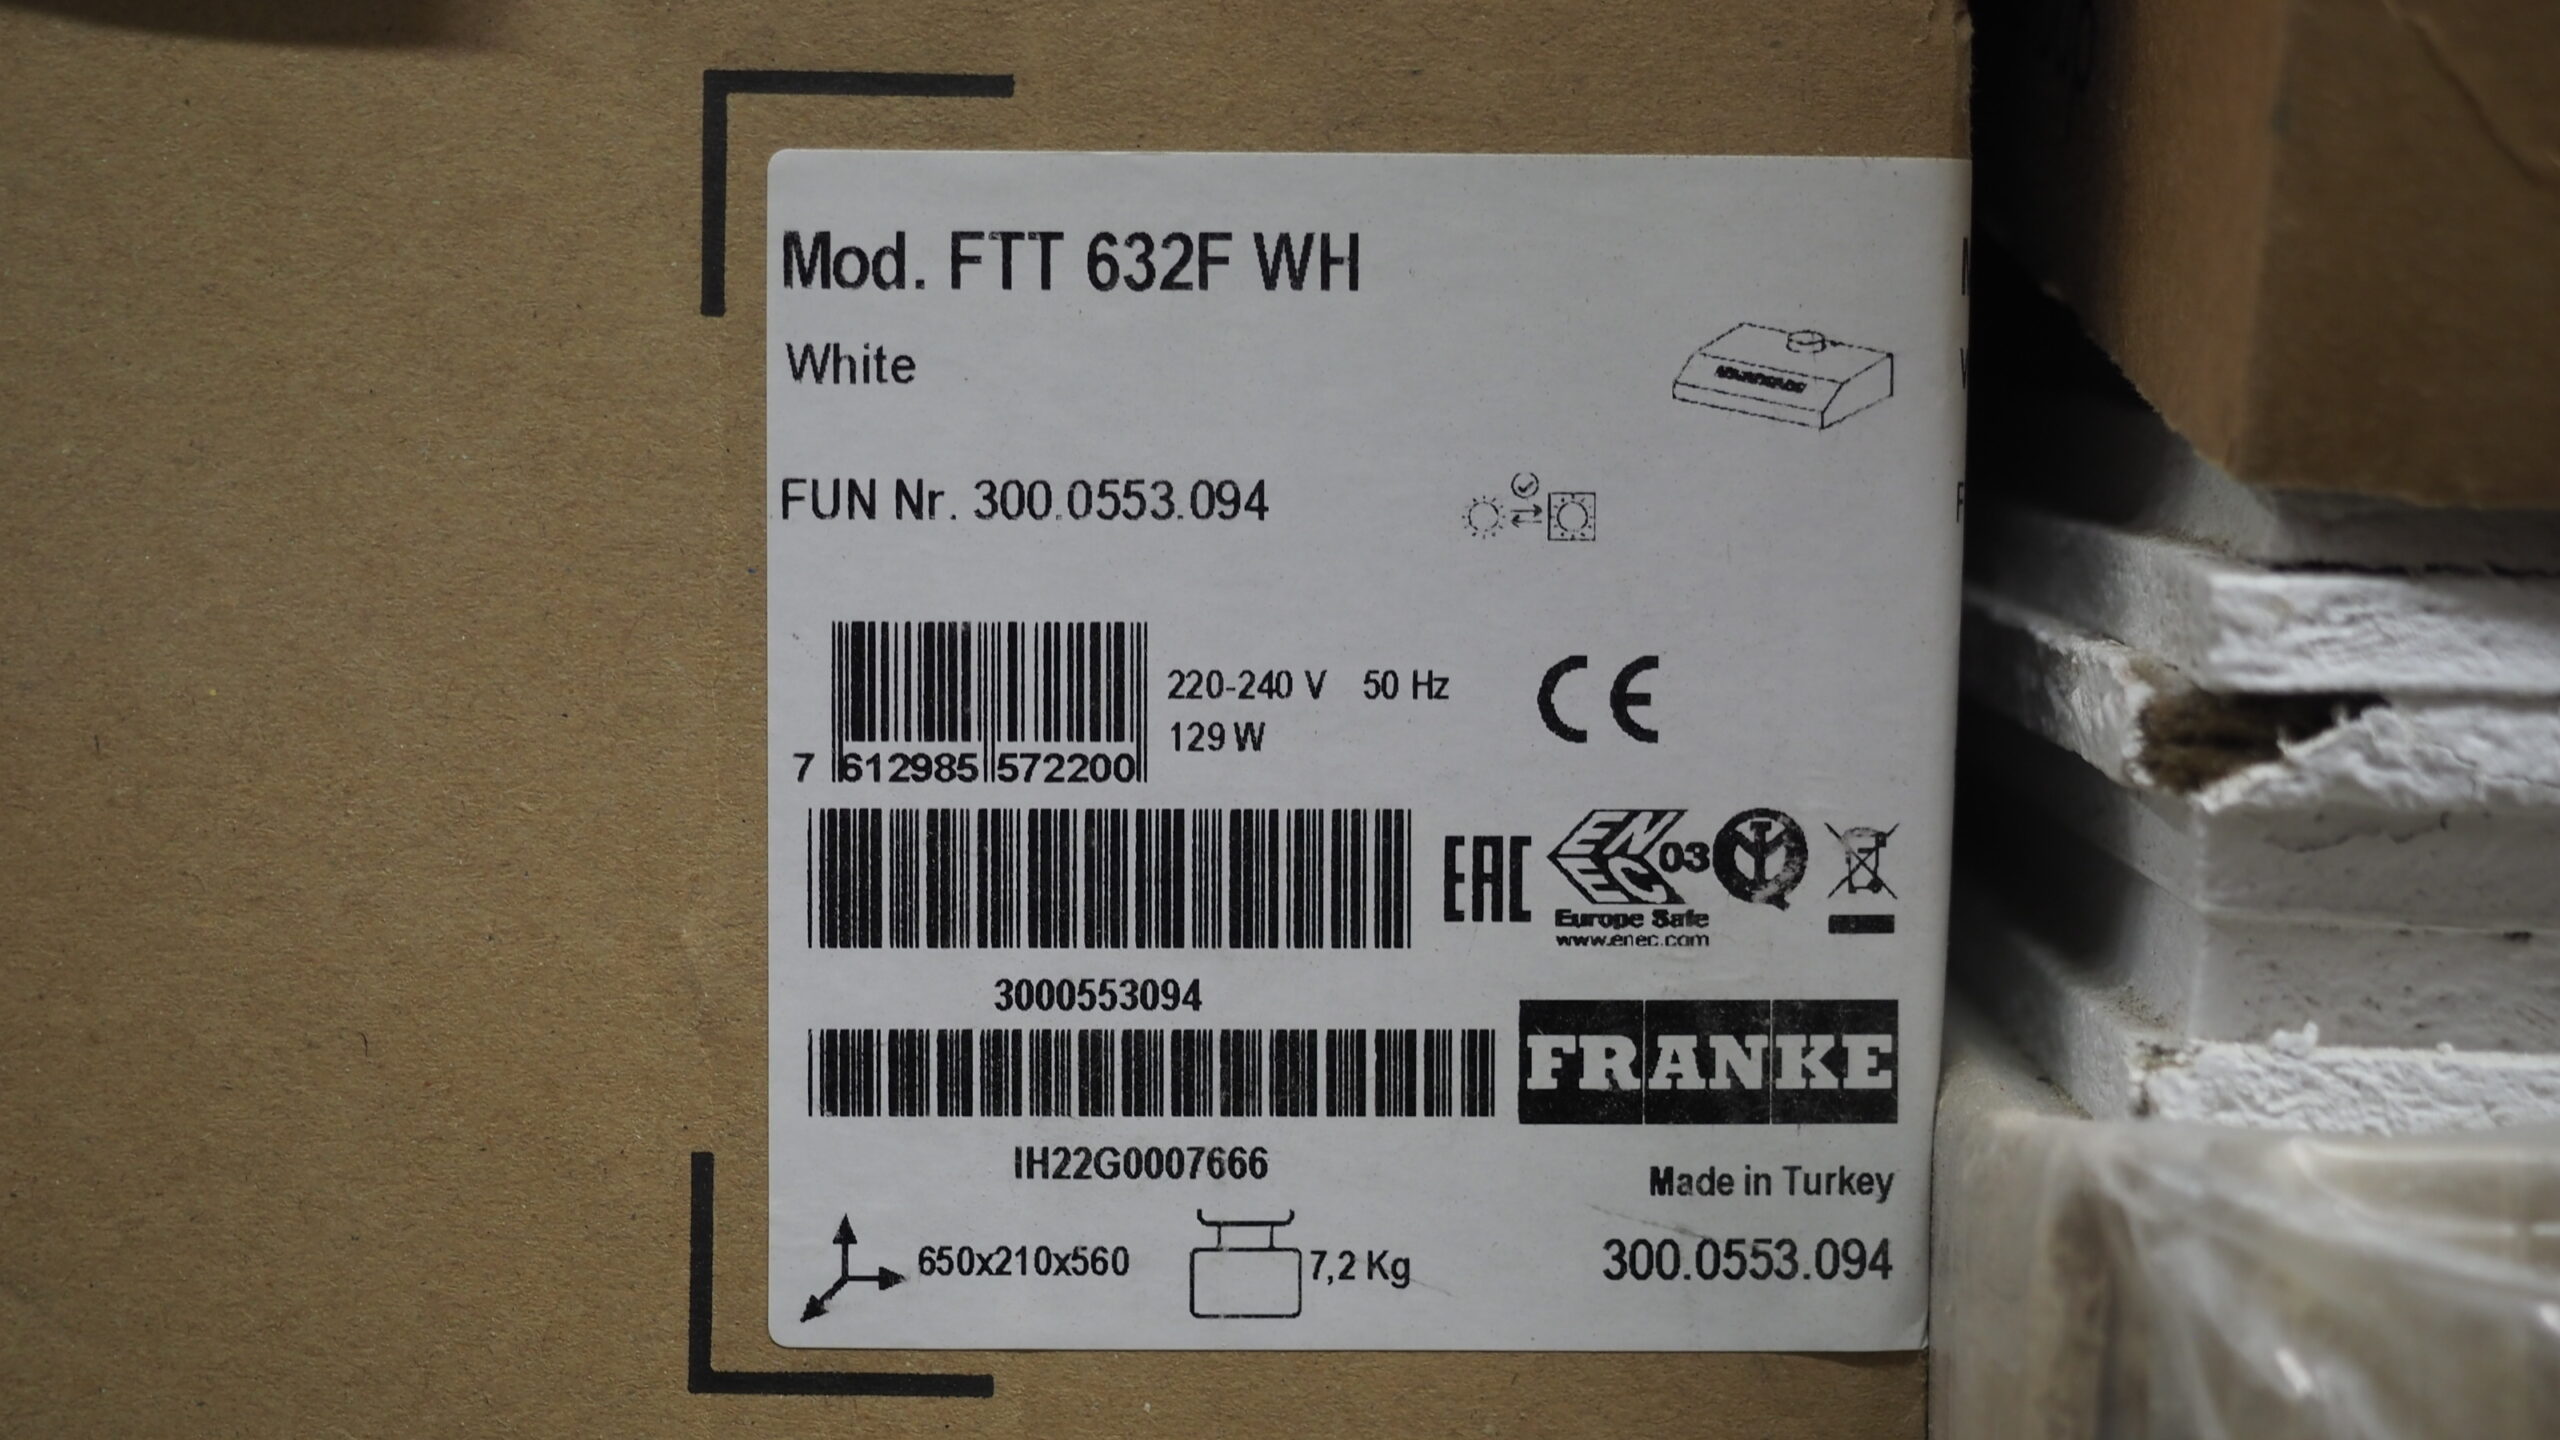 Mod. FTT 632F WH
White
FUN Nr. 300.0553.094
220-240 V 50 Hz
129 W
CE
7 612985 572200
EAC
EN
EC
03
Europe Safe
www.enec.com
3000553094
FRANKE
IH22G0007666
Made in Turkey
650x210x560
7,2 Kg
300.0553.094